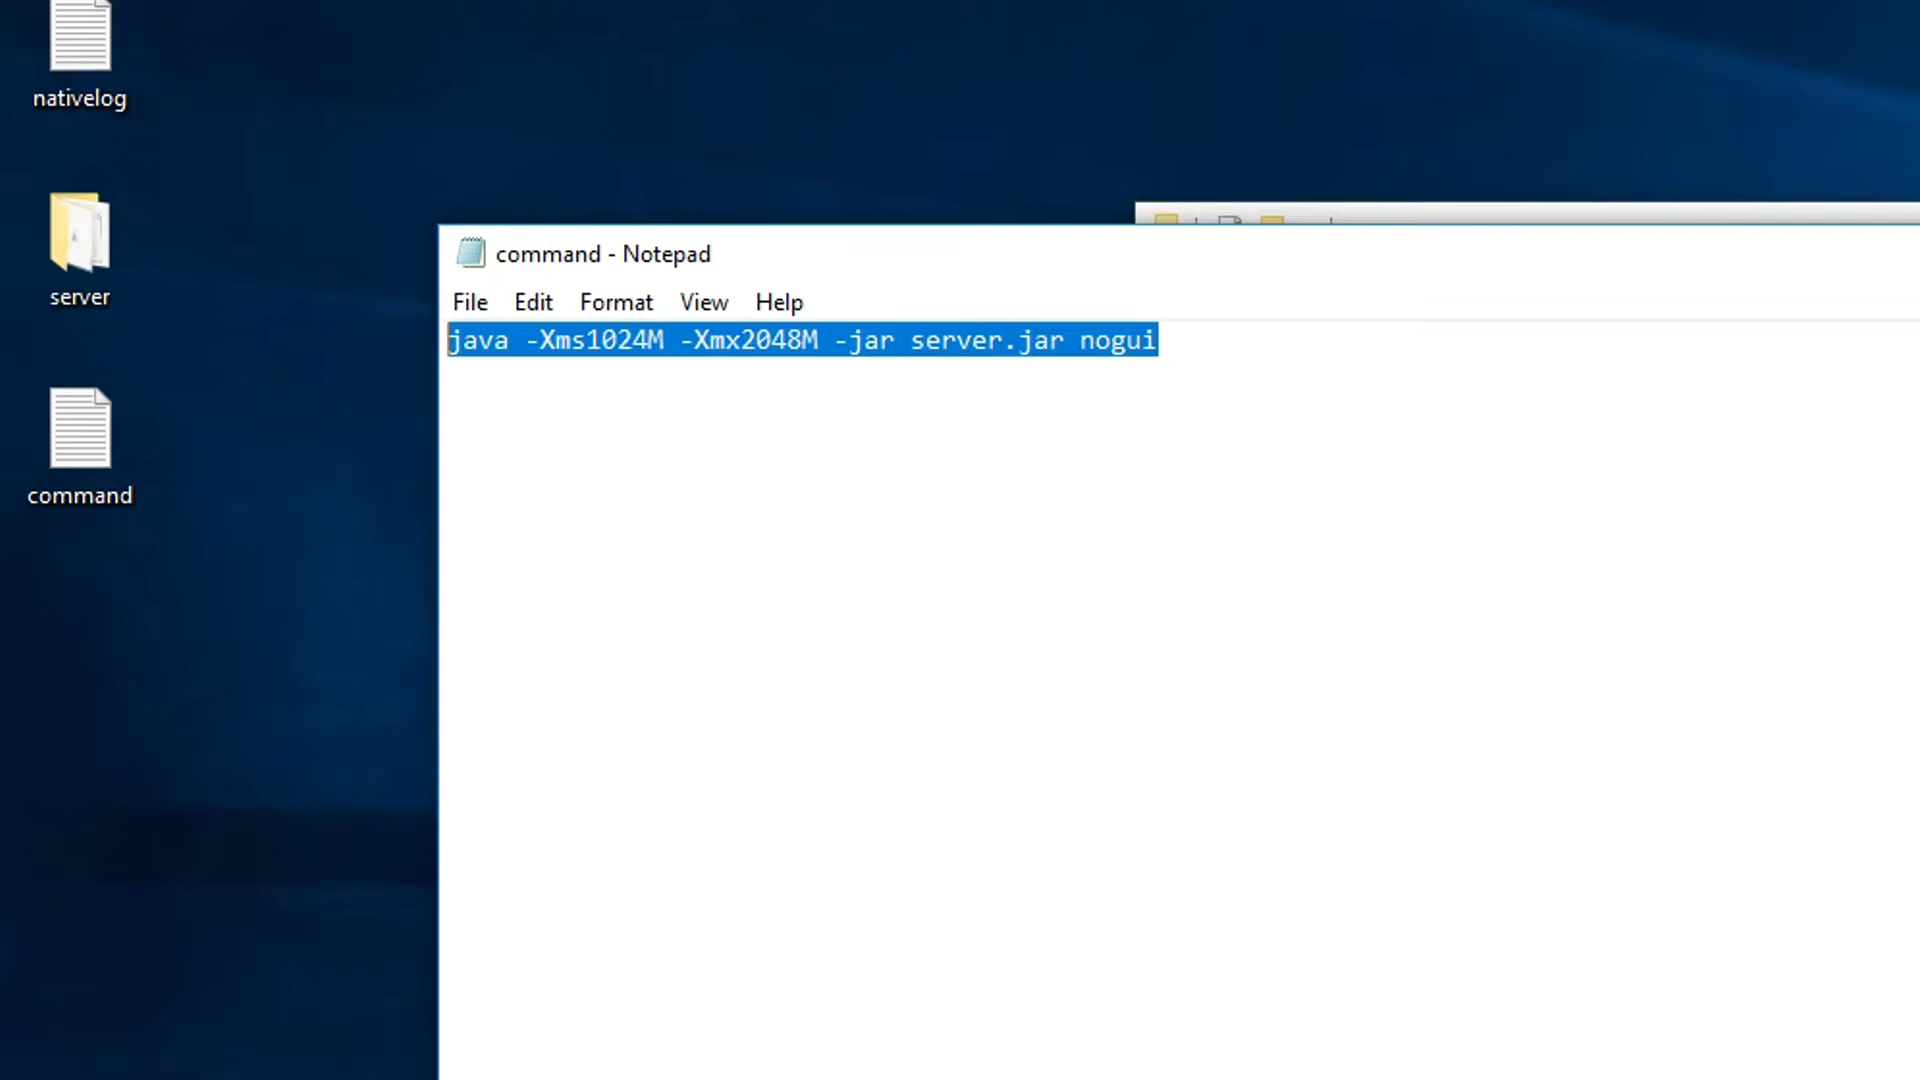 nativelog
server
command
command - Notepad
File Edit Format View Help
java -Xms1024M -Xmx2048M -jar server.jar nogui